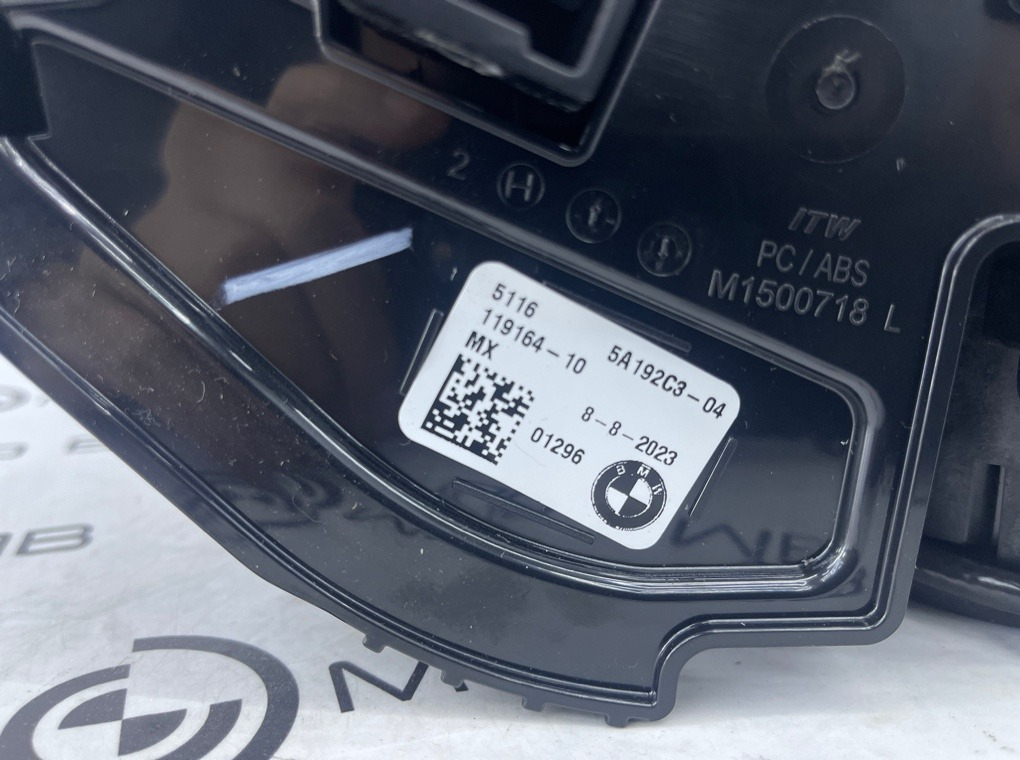 2 H
ITW
PC/ABS
M1500718 L
5116
119164-10 5A192C3-04
MX
8-8-2023
01296
BMW